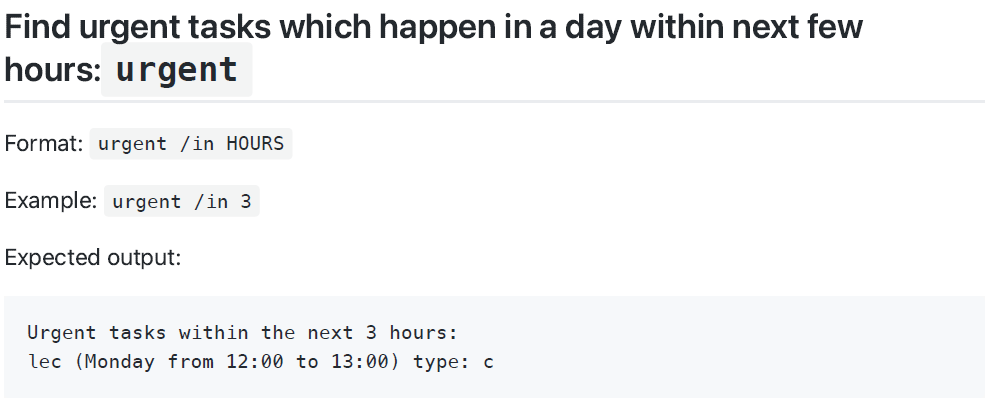 Find urgent tasks which happen in a day within next few
hours: urgent
Format: urgent /in HOURS
Example: urgent /in 3
Expected output:
Urgent tasks within the next 3 hours:
lec (Monday from 12:00 to 13:00) type: c